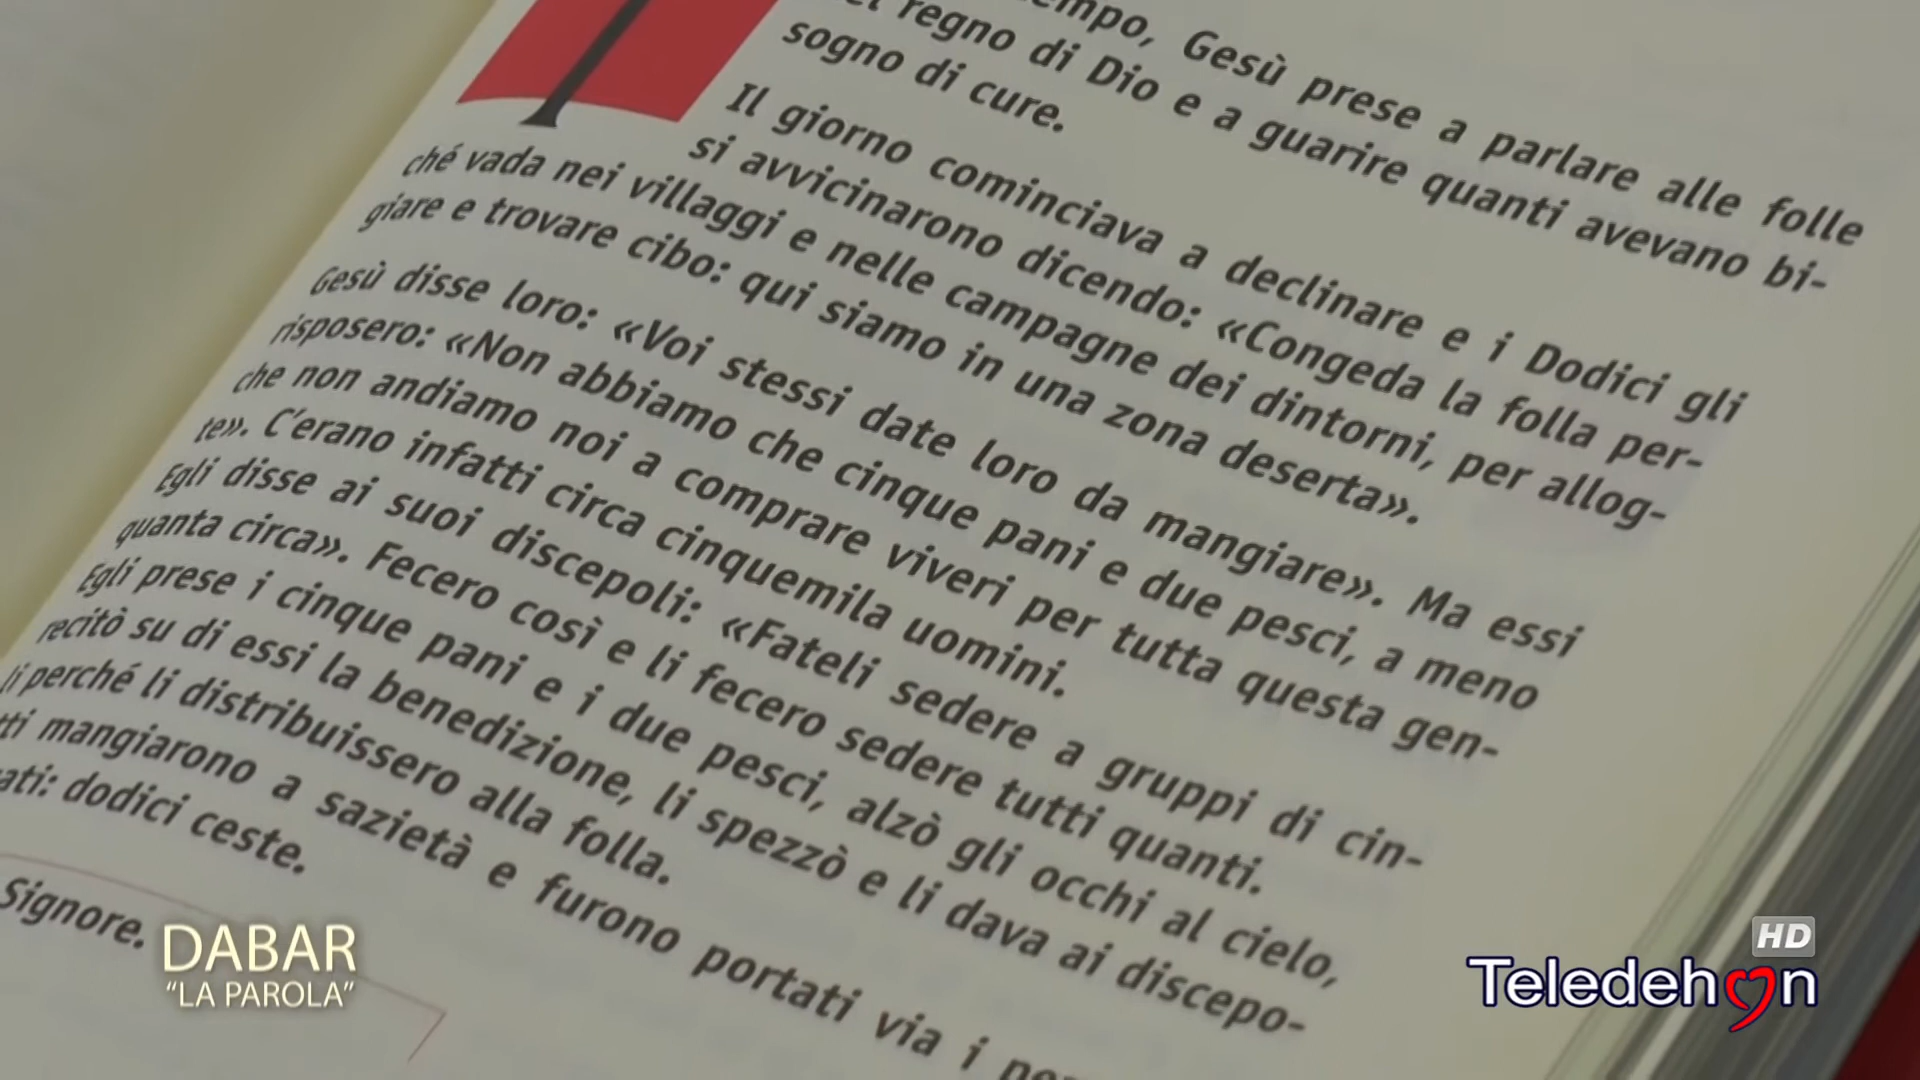 empo, Gesù prese a parlare alle folle
el regno di Dio e a guarire quanti avevano bi-
sogno di cure.
Il giorno cominciava a declinare e i Dodici gli
si avvicinarono dicendo: «Congeda la folla per-
ché vada nei villaggi e nelle campagne dei dintorni, per allog-
giare e trovare cibo: qui siamo in una zona deserta».
Gesù disse loro: «Voi stessi date loro da mangiare». Ma essi
risposero: «Non abbiamo che cinque pani e due pesci, a meno
che non andiamo noi a comprare viveri per tutta questa gen-
te». C'erano infatti circa cinquemila uomini.
Egli disse ai suoi discepoli: «Fateli sedere a gruppi di cin-
quanta circa». Fecero così e li fecero sedere tutti quanti.
Egli prese i cinque pani e i due pesci, alzò gli occhi al cielo,
recitò su di essi la benedizione, li spezzò e li dava ai discepo-
li perché li distribuissero alla folla.
tti mangiarono a sazietà e furono portati via i
ati: dodici ceste.
Signore.
DABAR
"LA PAROLA"
HD
Teledehon